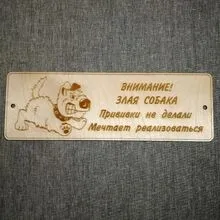 ВНИМАНИЕ!
ЗЛАЯ СОБАКА
Прививки не делали
Мечтает реализоваться